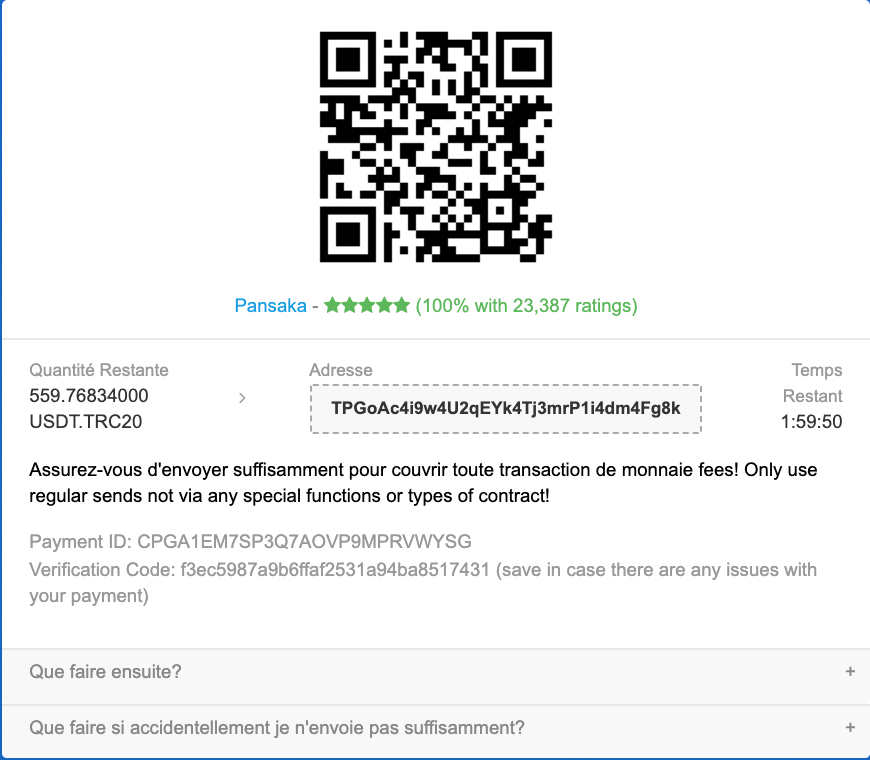 Pansaka - ★★★★★ (100% with 23,387 ratings)
Quantité Restante
559.76834000
USDT.TRC20
Adresse
TPGoAc4i9w4U2qEYk4Tj3mrP1i4dm4Fg8k
Temps
Restant
1:59:50
Assurez-vous d'envoyer suffisamment pour couvrir toute transaction de monnaie fees! Only use
regular sends not via any special functions or types of contract!
Payment ID: CPGA1EM7SP3Q7AOVP9MPRVWYSG
Verification Code: f3ec5987a9b6ffaf2531a94ba8517431 (save in case there are any issues with
your payment)
Que faire ensuite?
Que faire si accidentellement je n'envoie pas suffisamment?